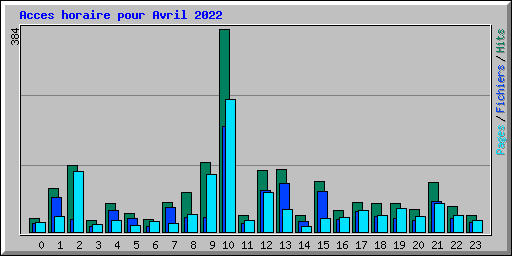 Acces horaire pour Avril 2022
384
Pages / Fichiers / Hits
0 1 2 3 4 5 6 7 8 9 10 11 12 13 14 15 16 17 18 19 20 21 22 23